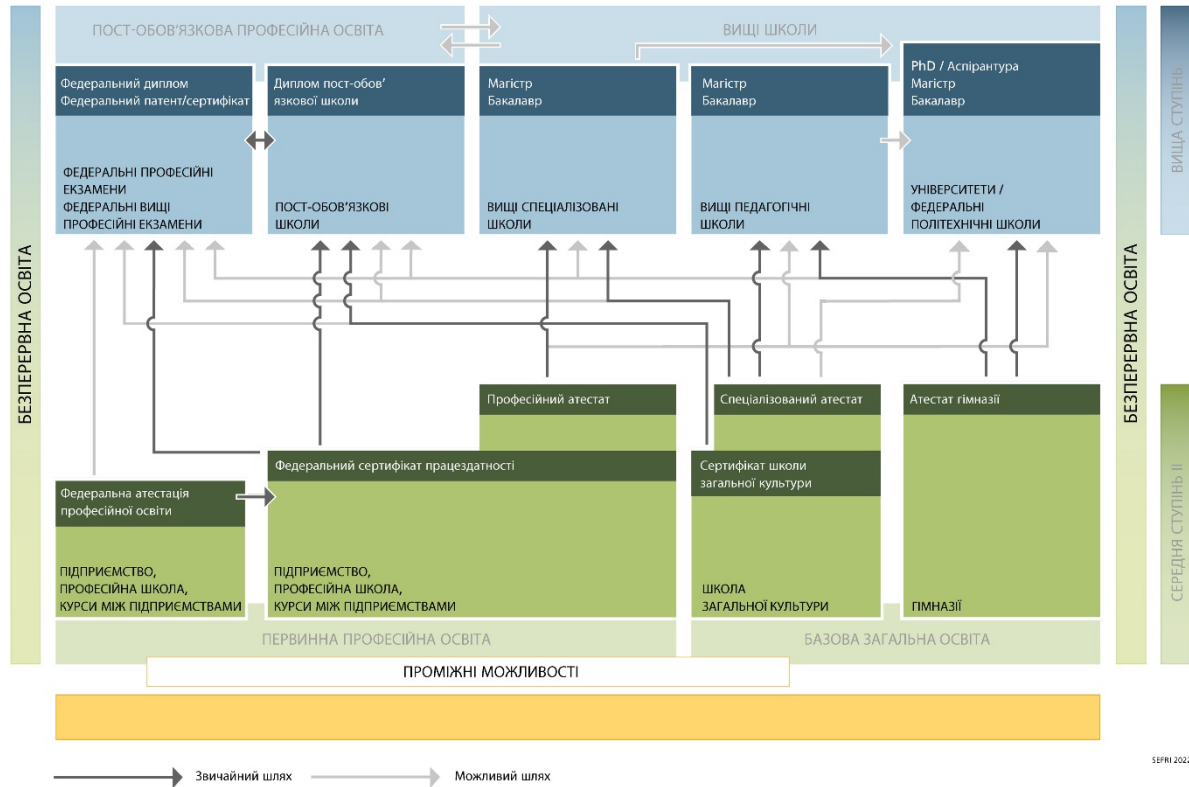 ПОСТ-ОБОВ'ЯЗКОВА ПРОФЕСІЙНА ОСВІТА
ВИЩІ ШКОЛИ
Федеральний диплом
Федеральний патент/сертифікат
Диплом пост-обов'
язкової школи
Магістр
Бакалавр
Магістр
Бакалавр
PhD / Аспірантура
Магістр
Бакалавр
ФЕДЕРАЛЬНІ ПРОФЕСІЙНІ
ЕКЗАМЕНИ
ФЕДЕРАЛЬНІ ВИЩІ
ПРОФЕСІЙНІ ЕКЗАМЕНИ
ПОСТ-ОБОВ'ЯЗКОВІ
ШКОЛИ
ВИЩІ СПЕЦІАЛІЗОВАНІ
ШКОЛИ
ВИЩІ ПЕДАГОГІЧНІ
ШКОЛИ
УНІВЕРСИТЕТИ /
ФЕДЕРАЛЬНІ
ПОЛІТЕХНІЧНІ ШКОЛИ
БЕЗПЕРЕРВНА ОСВІТА
БЕЗПЕРЕРВНА ОСВІТА
ВИЩА СТУПІНЬ
СЕРЕДНЯ СТУПІНЬ II
Професійний атестат
Спеціалізований атестат
Атестат гімназії
Федеральний сертифікат працездатності
Сертифікат школи
загальної культури
Федеральна атестація
професійної освіти
ПІДПРИЄМСТВО,
ПРОФЕСІЙНА ШКОЛА,
КУРСИ МІЖ ПІДПРИЄМСТВАМИ
ПІДПРИЄМСТВО,
ПРОФЕСІЙНА ШКОЛА,
КУРСИ МІЖ ПІДПРИЄМСТВАМИ
ШКОЛА
ЗАГАЛЬНОЇ КУЛЬТУРИ
ГІМНАЗІЇ
ПЕРВИННА ПРОФЕСІЙНА ОСВІТА
БАЗОВА ЗАГАЛЬНА ОСВІТА
ПРОМІЖНІ МОЖЛИВОСТІ
Звичайний шлях
Можливий шлях
SEFRI 2022